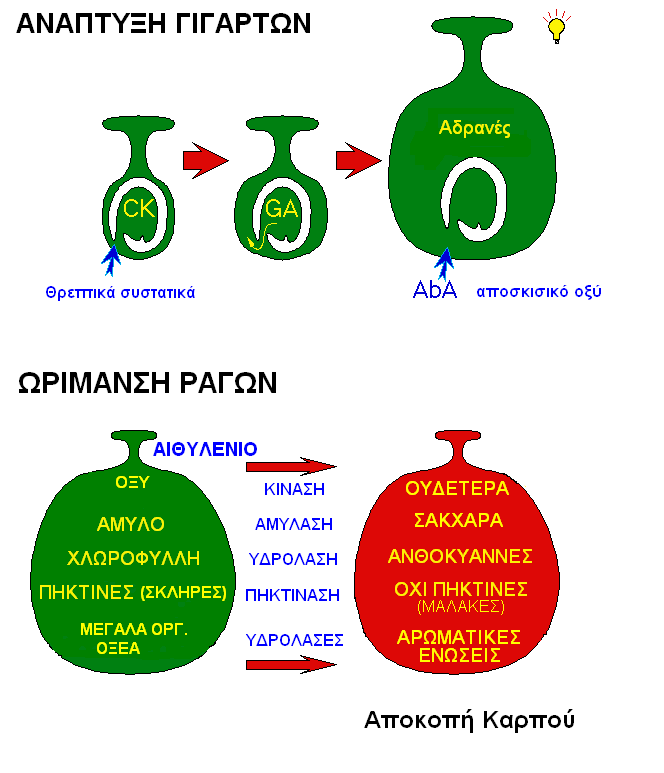 ΑΝΑΠΤΥΞΗ ΓΙΓΑΡΤΩΝ
Αδρανές
CK
GA
Θρεπτικά συστατικά
AbA αποσκισικό οξύ
ΩΡΙΜΑΝΣΗ ΡΑΓΩΝ
ΑΙΘΥΛΕΝΙΟ
ΟΞΥ
ΚΙΝΑΣΗ
ΟΥΔΕΤΕΡΑ
ΑΜΥΛΟ
ΑΜΥΛΑΣΗ
ΣΑΚΧΑΡΑ
ΧΛΩΡΟΦΥΛΛΗ
ΥΔΡΟΛΑΣΗ
ΑΝΘΟΚΥΑΝΝΕΣ
ΠΗΚΤΙΝΕΣ (ΣΚΛΗΡΕΣ)
ΠΗΚΤΙΝΑΣΗ
ΟΧΙ ΠΗΚΤΙΝΕΣ
(ΜΑΛΑΚΕΣ)
ΜΕΓΑΛΑ ΟΡΓ.
ΟΞΕΑ
ΥΔΡΟΛΑΣΕΣ
ΑΡΩΜΑΤΙΚΕΣ
ΕΝΩΣΕΙΣ
Αποκοπή Καρπού